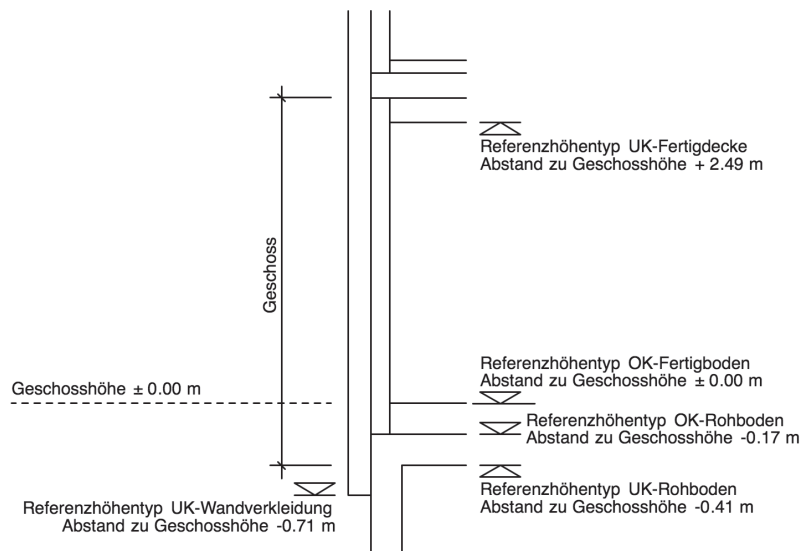 Referenzhöhentyp UK-Fertigdecke
Abstand zu Geschosshöhe + 2.49 m
Geschoss
Referenzhöhentyp OK-Fertigboden
Abstand zu Geschosshöhe ± 0.00 m
Geschosshöhe ± 0.00 m
Referenzhöhentyp OK-Rohboden
Abstand zu Geschosshöhe -0.17 m
Referenzhöhentyp UK-Rohboden
Abstand zu Geschosshöhe -0.41 m
Referenzhöhentyp UK-Wandverkleidung
Abstand zu Geschosshöhe -0.71 m